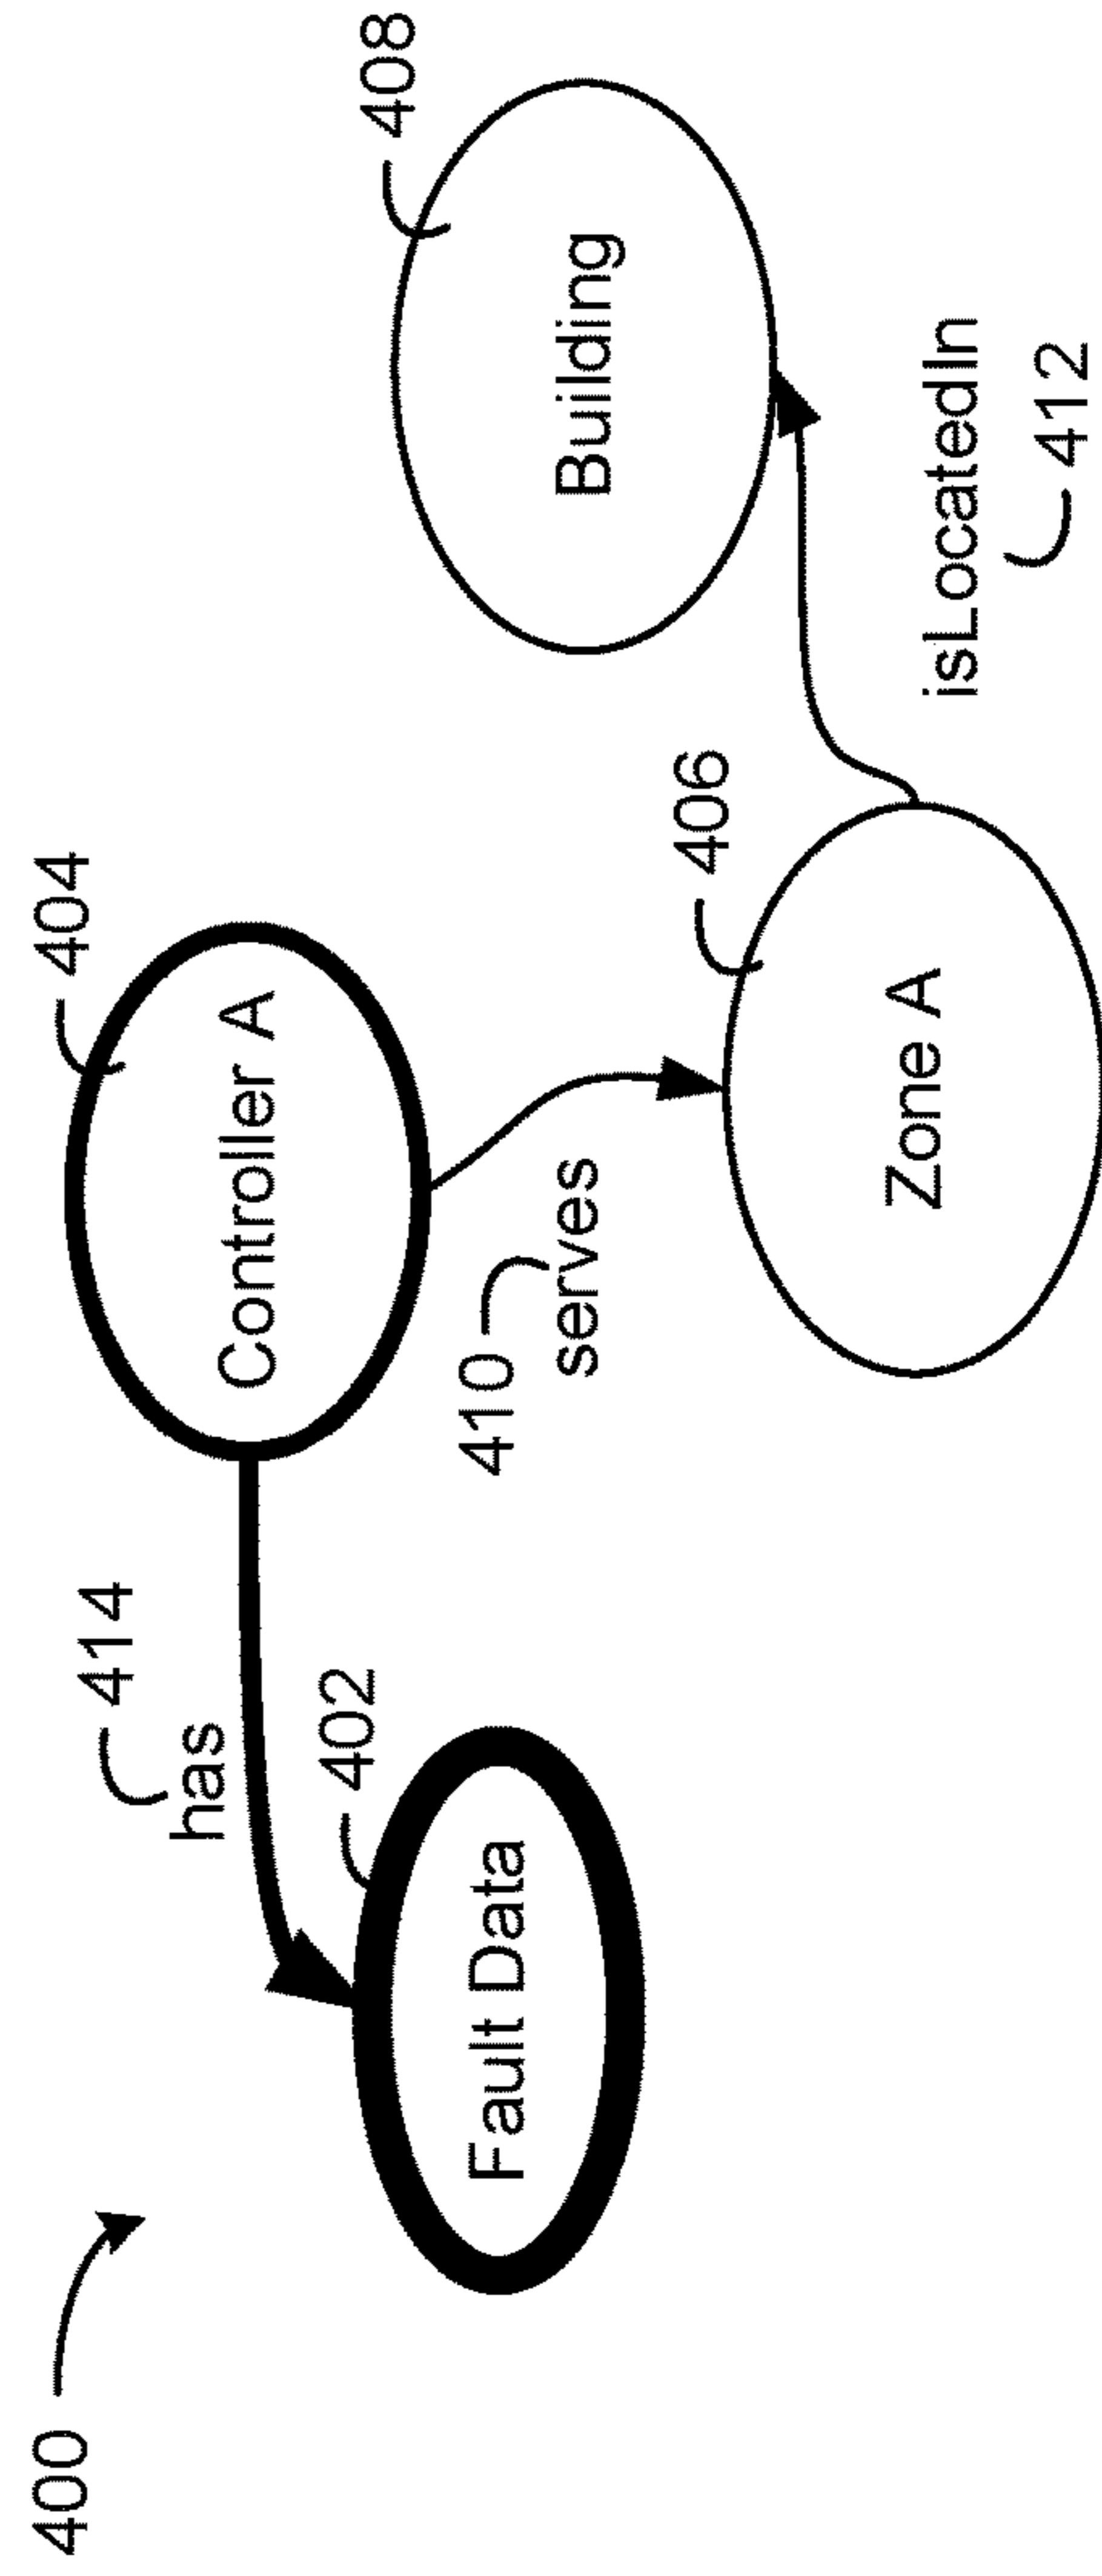 400
414
has
402
Fault Data
404
Controller A
410
serves
406
Zone A
408
Building
isLocatedIn
412